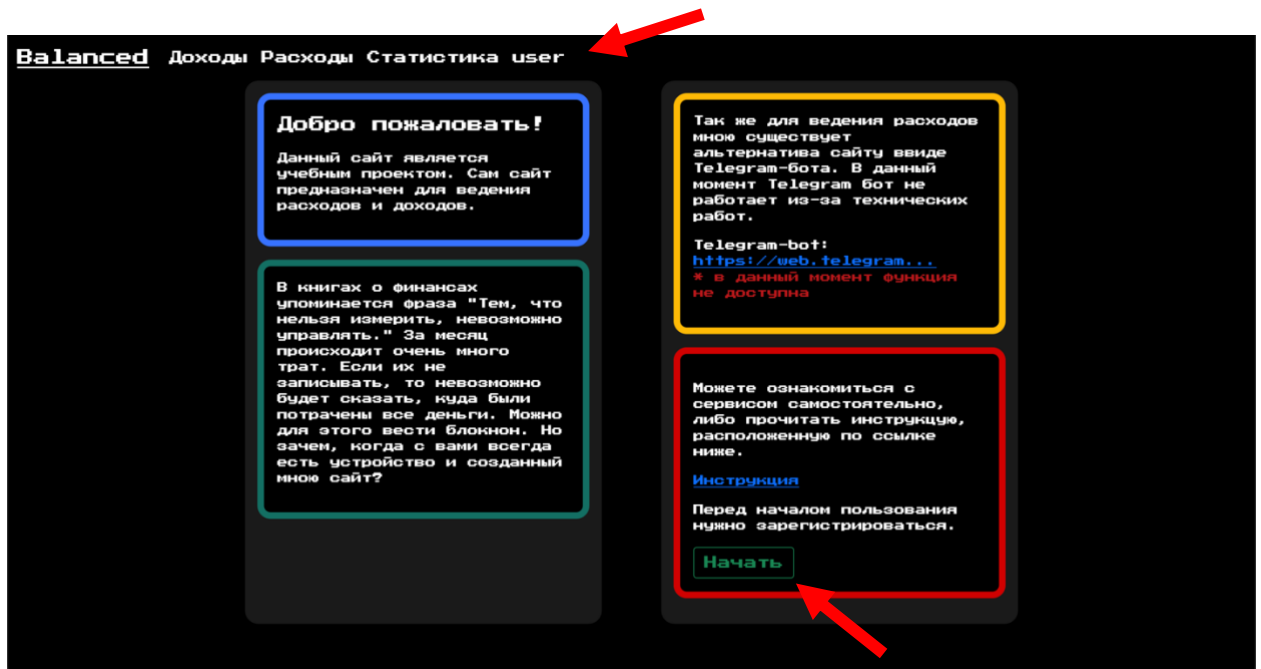 Balanced Доходы Расходы Статистика user
Добро пожаловать!
Данный сайт является
учебным проектом. Сам сайт
предназначен для ведения
расходов и доходов.
В книгах о финансах
упоминается фраза "Тем, что
нельзя измерить, невозможно
управлять." За месяц
происходит очень много
трат. Если их не
записывать, то невозможно
будет сказать, куда были
потрачены все деньги. Можно
для этого вести блокнон. Но
зачем, когда с вами всегда
есть устройство и созданный
мною сайт?
Так же для ведения расходов
мною существует
альтернатива сайту ввиде
Telegram-бота. В данный
момент Telegram бот не
работает из-за технических
работ.
Telegram-bot:
https://web.telegram...
* в данный момент функция
не доступна
Можете ознакомиться с
сервисом самостоятельно,
либо прочитать инструкцую,
расположенную по ссылке
ниже.
Инструкция
Перед началом пользования
нужно зарегистрироваться.
Начать